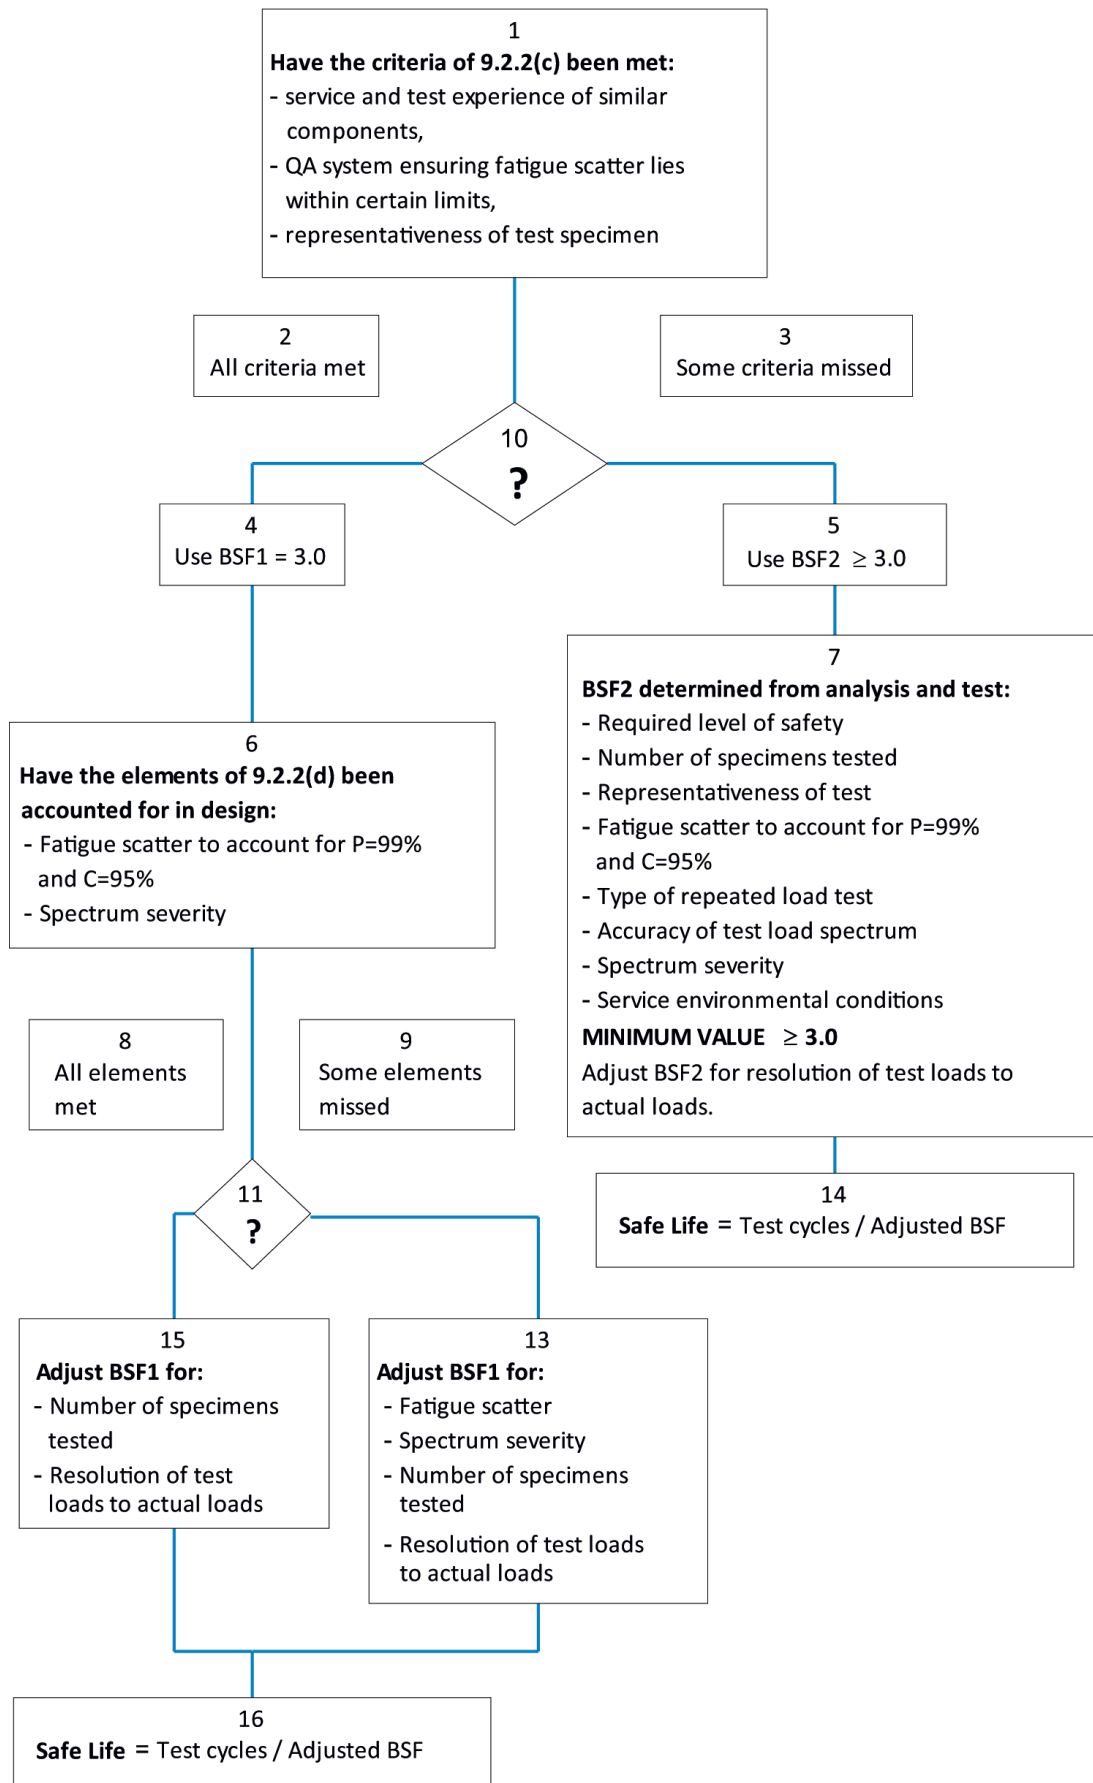 1
Have the criteria of 9.2.2(c) been met:
- service and test experience of similar
components,
- QA system ensuring fatigue scatter lies
within certain limits,
- representativeness of test specimen
2
All criteria met
3
Some criteria missed
10
?
4
Use BSF1 = 3.0
5
Use BSF2 ≥ 3.0
6
Have the elements of 9.2.2(d) been
accounted for in design:
- Fatigue scatter to account for P=99%
and C=95%
- Spectrum severity
7
BSF2 determined from analysis and test:
- Required level of safety
- Number of specimens tested
- Representativeness of test
- Fatigue scatter to account for P=99%
and C=95%
- Type of repeated load test
- Accuracy of test load spectrum
- Spectrum severity
- Service environmental conditions
MINIMUM VALUE ≥ 3.0
Adjust BSF2 for resolution of test loads to
actual loads.
8
All elements
met
9
Some elements
missed
11
?
14
Safe Life = Test cycles / Adjusted BSF
15
Adjust BSF1 for:
- Number of specimens
tested
- Resolution of test
loads to actual loads
13
Adjust BSF1 for:
- Fatigue scatter
- Spectrum severity
- Number of specimens
tested
- Resolution of test loads
to actual loads
16
Safe Life = Test cycles / Adjusted BSF